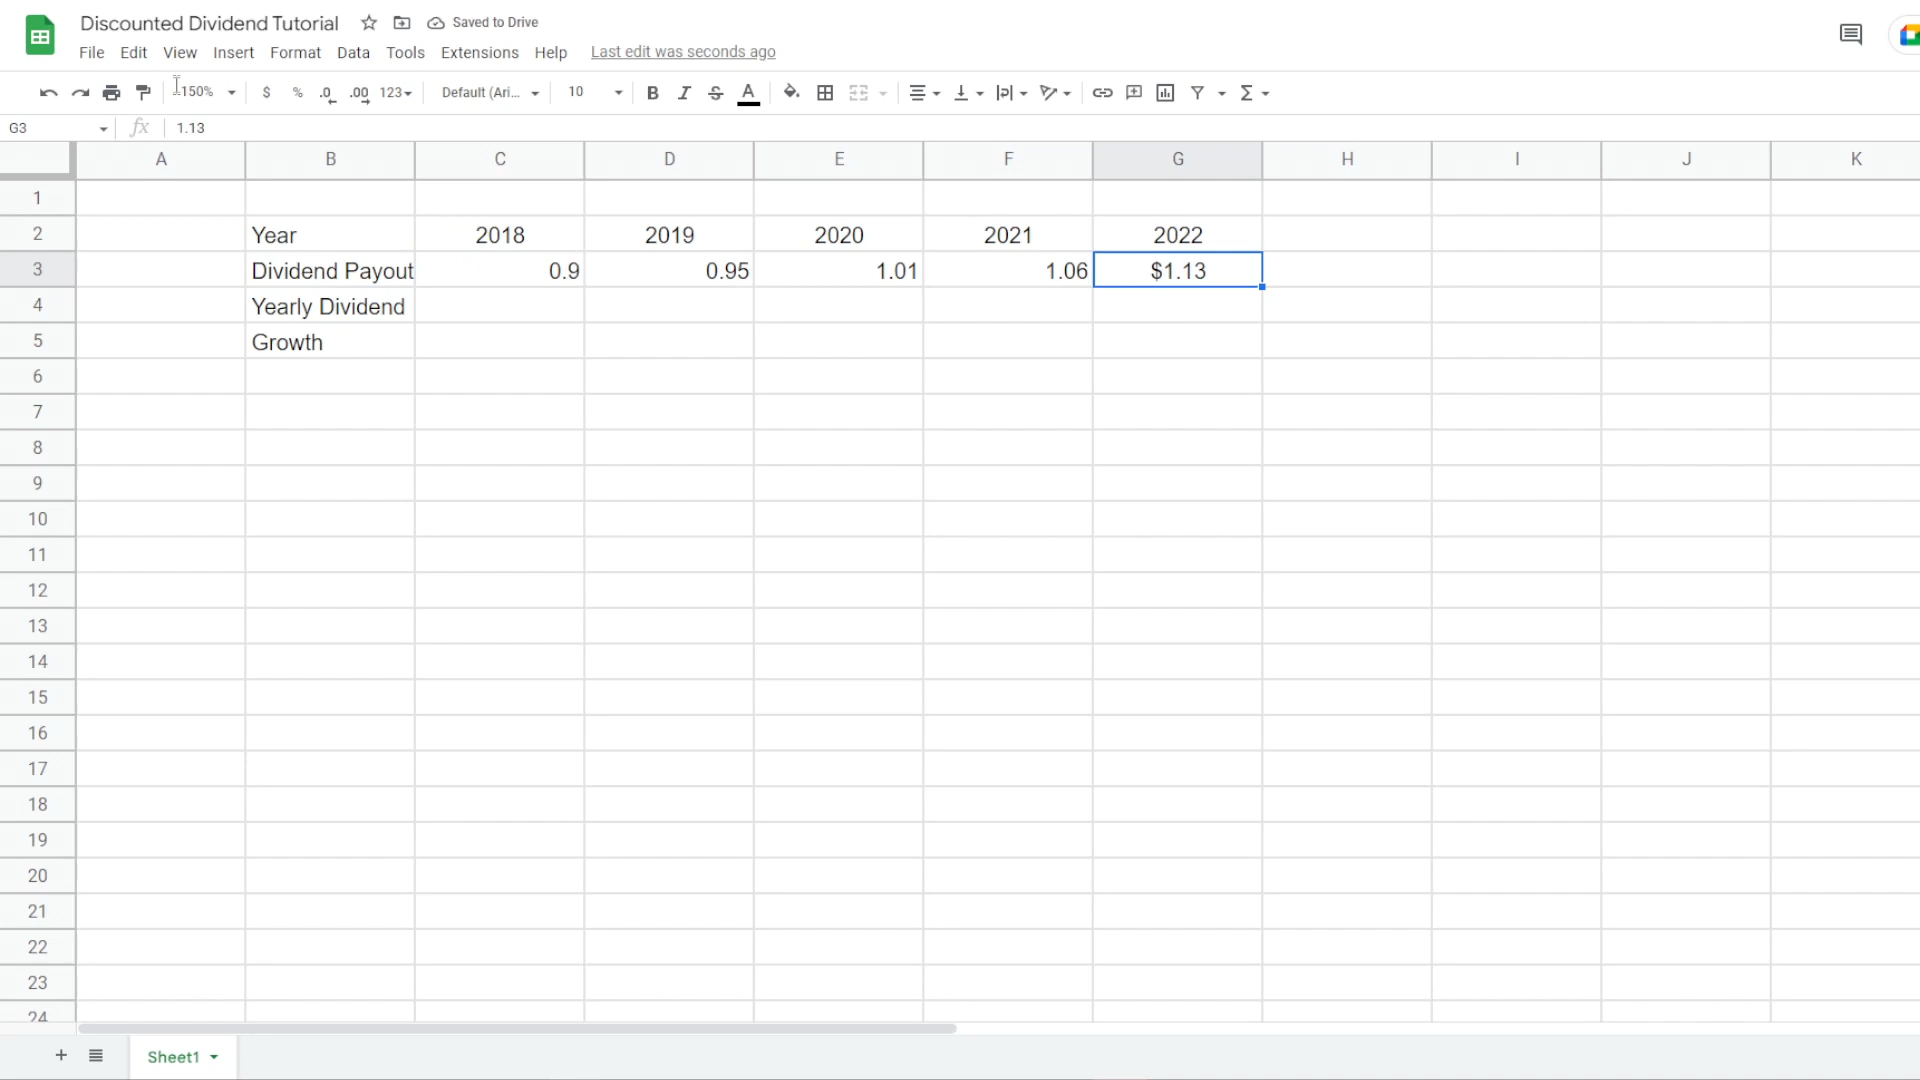 Discounted Dividend Tutorial Saved to Drive
File Edit View Insert Format Data Tools Extensions Help Last edit was seconds ago
150% $ % .0 .00 123 Default (Ari... 10 B I S A Σ
G3 fx 1.13
A B C D E F G H I J K
1
2 Year 2018 2019 2020 2021 2022
3 Dividend Payout 0.9 0.95 1.01 1.06 $1.13
4 Yearly Dividend
5 Growth
6
7
8
9
10
11
12
13
14
15
16
17
18
19
20
21
22
23
24
+ Sheet1